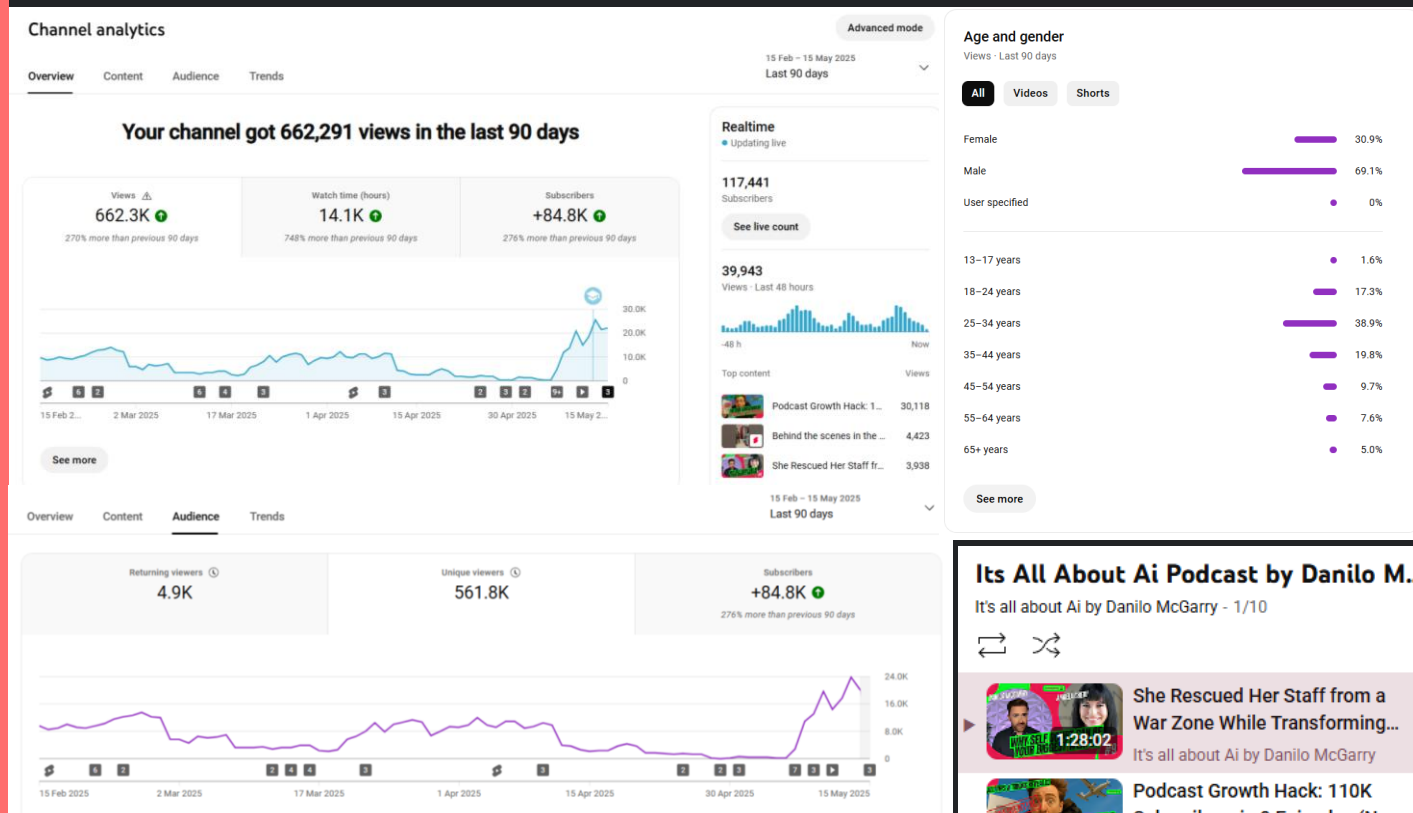 Channel analytics
Advanced mode
15 Feb – 15 May 2025
Overview Content Audience Trends
Last 90 days
Your channel got 662,291 views in the last 90 days
Views
662.3K
270% more than previous 90 days
Watch time (hours)
14.1K
748% more than previous 90 days
Subscribers
+84.8K
276% more than previous 90 days
30.0K
20.0K
10.0K
0
6 2 6 4 3 3 2 3 2 9+ 3
15 Feb 2... 2 Mar 2025 17 Mar 2025 1 Apr 2025 15 Apr 2025 30 Apr 2025 15 May 2...
See more
Realtime
Updating live
117,441
Subscribers
See live count
39,943
Views · Last 48 hours
-48 h Now
Top content Views
Podcast Growth Hack: 1... 30,118
Behind the scenes in the ... 4,423
She Rescued Her Staff fr... 3,938
Age and gender
Views · Last 90 days
All Videos Shorts
Female 30.9%
Male 69.1%
User specified 0%
13–17 years 1.6%
18–24 years 17.3%
25–34 years 38.9%
35–44 years 19.8%
45–54 years 9.7%
55–64 years 7.6%
65+ years 5.0%
See more
15 Feb – 15 May 2025
Overview Content Audience Trends
Last 90 days
Returning viewers
4.9K
Unique viewers
561.8K
Subscribers
+84.8K
276% more than previous 90 days
24.0K
16.0K
8.0K
0
6 2 2 4 4 3 3 2 2 3 7 3 3
15 Feb 2025 2 Mar 2025 17 Mar 2025 1 Apr 2025 15 Apr 2025 30 Apr 2025 15 May 2025
Its All About Ai Podcast by Danilo M..
It's all about Ai by Danilo McGarry - 1/10
WHY SELF
YOUR BIG
1:28:02
She Rescued Her Staff from a
War Zone While Transforming...
It's all about Ai by Danilo McGarry
Podcast Growth Hack: 110K